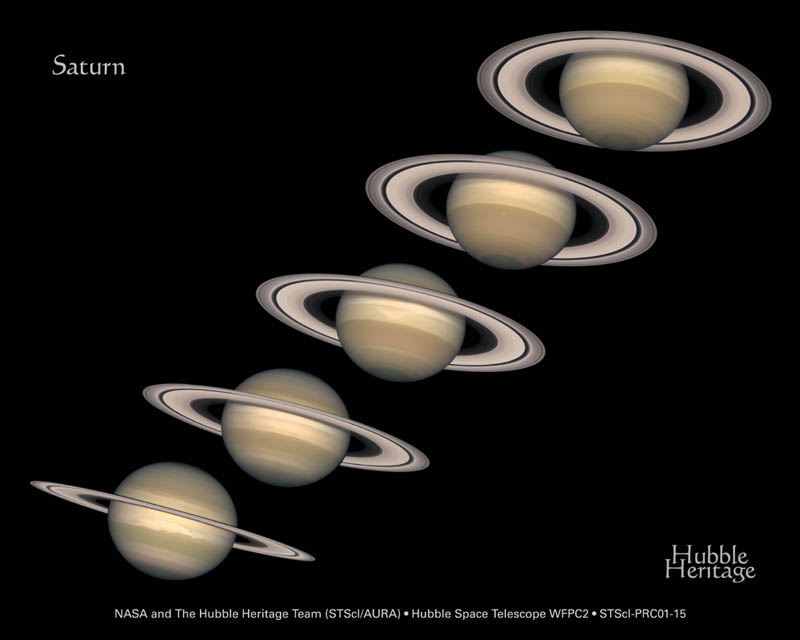 Saturn
Hubble
Heritage
NASA and The Hubble Heritage Team (STScI/AURA) • Hubble Space Telescope WFPC2 • STScI-PRC01-15